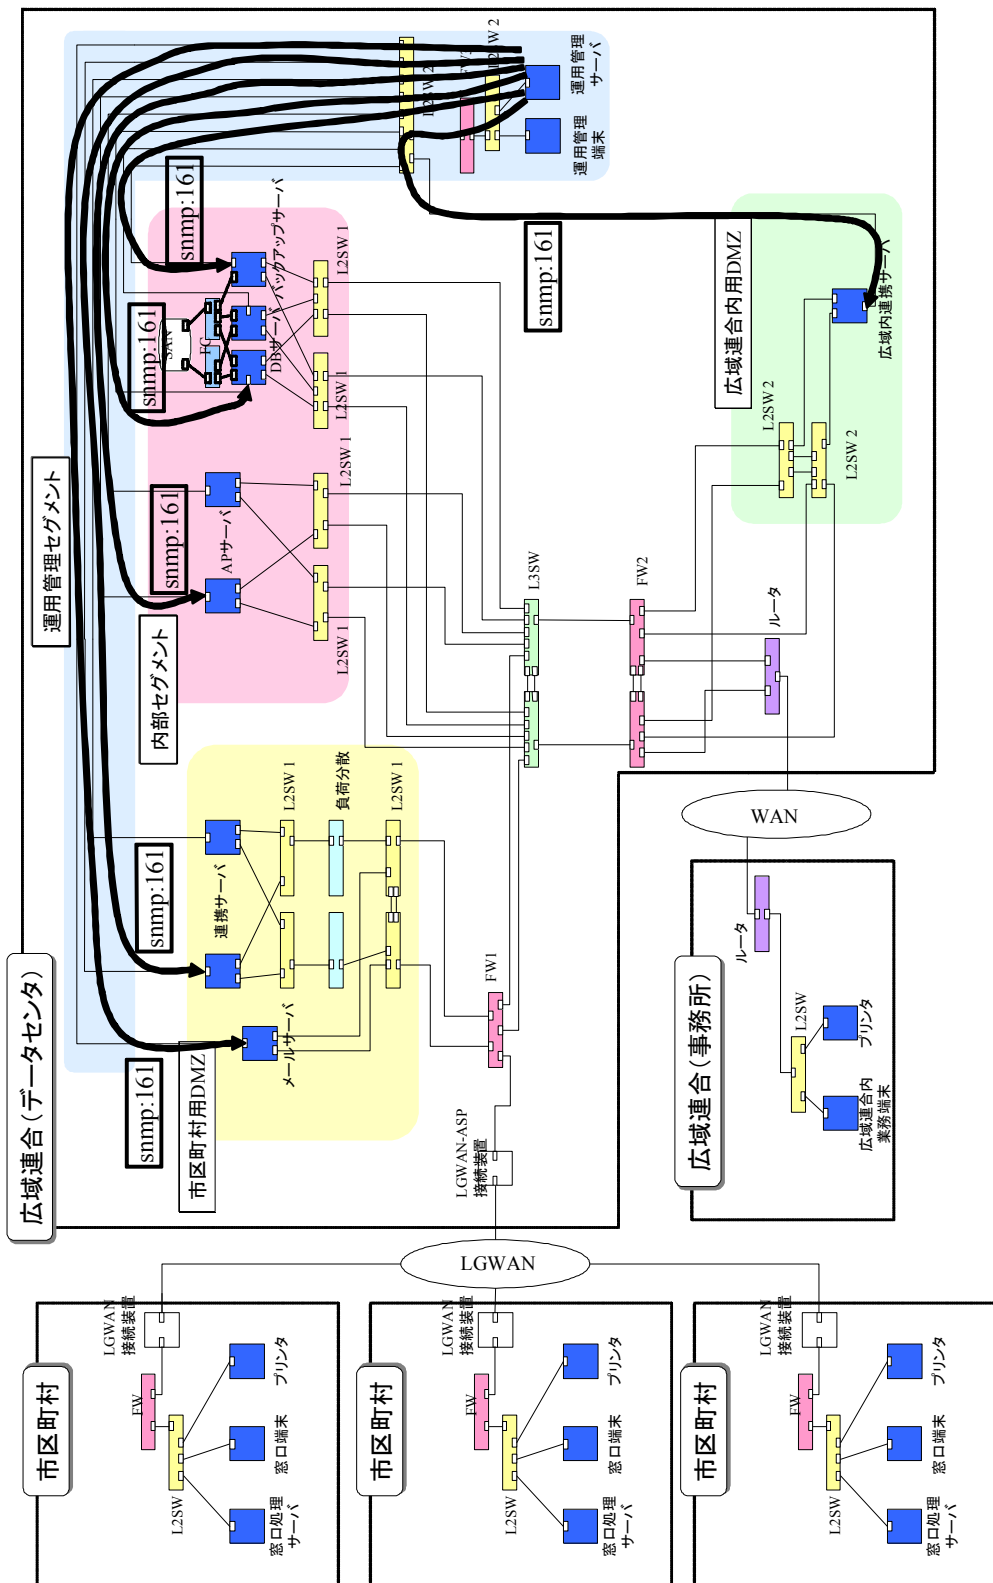 広域連合(データセンタ)
運用管理セグメント
snmp:161
snmp:161
snmp:161
snmp:161
snmp:161
snmp:161
市区町村用DMZ
メールサーバ
連携サーバ
L2SW 1
負荷分散
L2SW 1
内部セグメント
APサーバ
L2SW 1
L2SW 1
SAN
FC
DBサーバ
バックアップサーバ
L2SW 1
L2SW 1
L2SW 2
L2SW 2
運用管理
端末
運用管理
サーバ
広域連合内用DMZ
L2SW 2
L2SW 2
広域内連携サーバ
FW1
L3SW
FW2
ルータ
WAN
LGWAN-ASP
接続装置
LGWAN
広域連合(事務所)
ルータ
L2SW
広域連合内
業務端末
プリンタ
市区町村
LGWAN
接続装置
FW
L2SW
窓口処理
サーバ
窓口端末
プリンタ
市区町村
LGWAN
接続装置
FW
L2SW
窓口処理
サーバ
窓口端末
プリンタ
市区町村
LGWAN
接続装置
FW
L2SW
窓口処理
サーバ
窓口端末
プリンタ